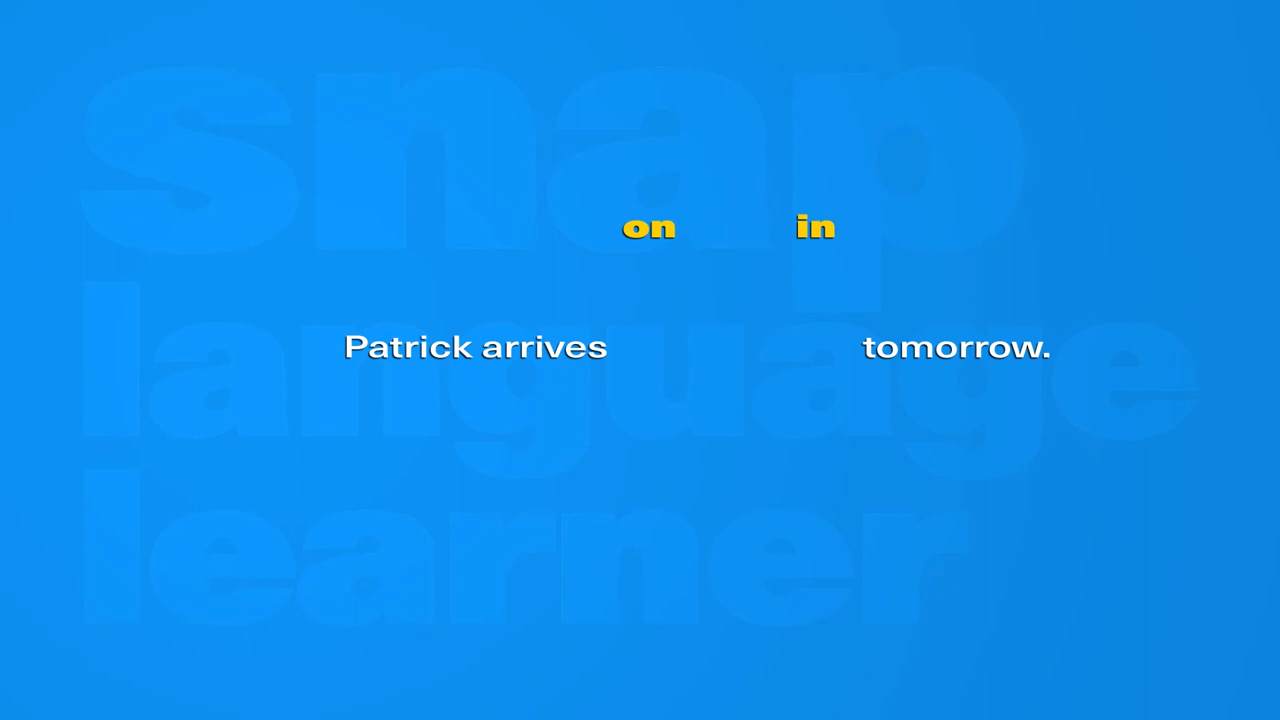 snap
on in
language
Patrick arrives tomorrow.
learner